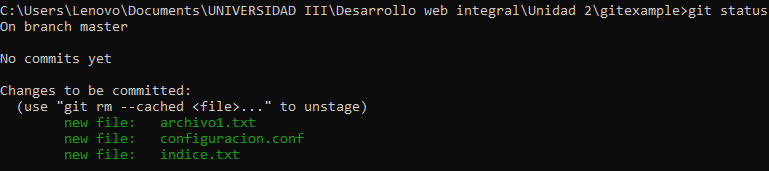 C:\Users\Lenovo\Documents\UNIVERSIDAD III\Desarrollo web integral\Unidad 2\gitexample>git status
On branch master
No commits yet
Changes to be committed:
  (use "git rm --cached <file>..." to unstage)
        new file:   archivo1.txt
        new file:   configuracion.conf
        new file:   indice.txt